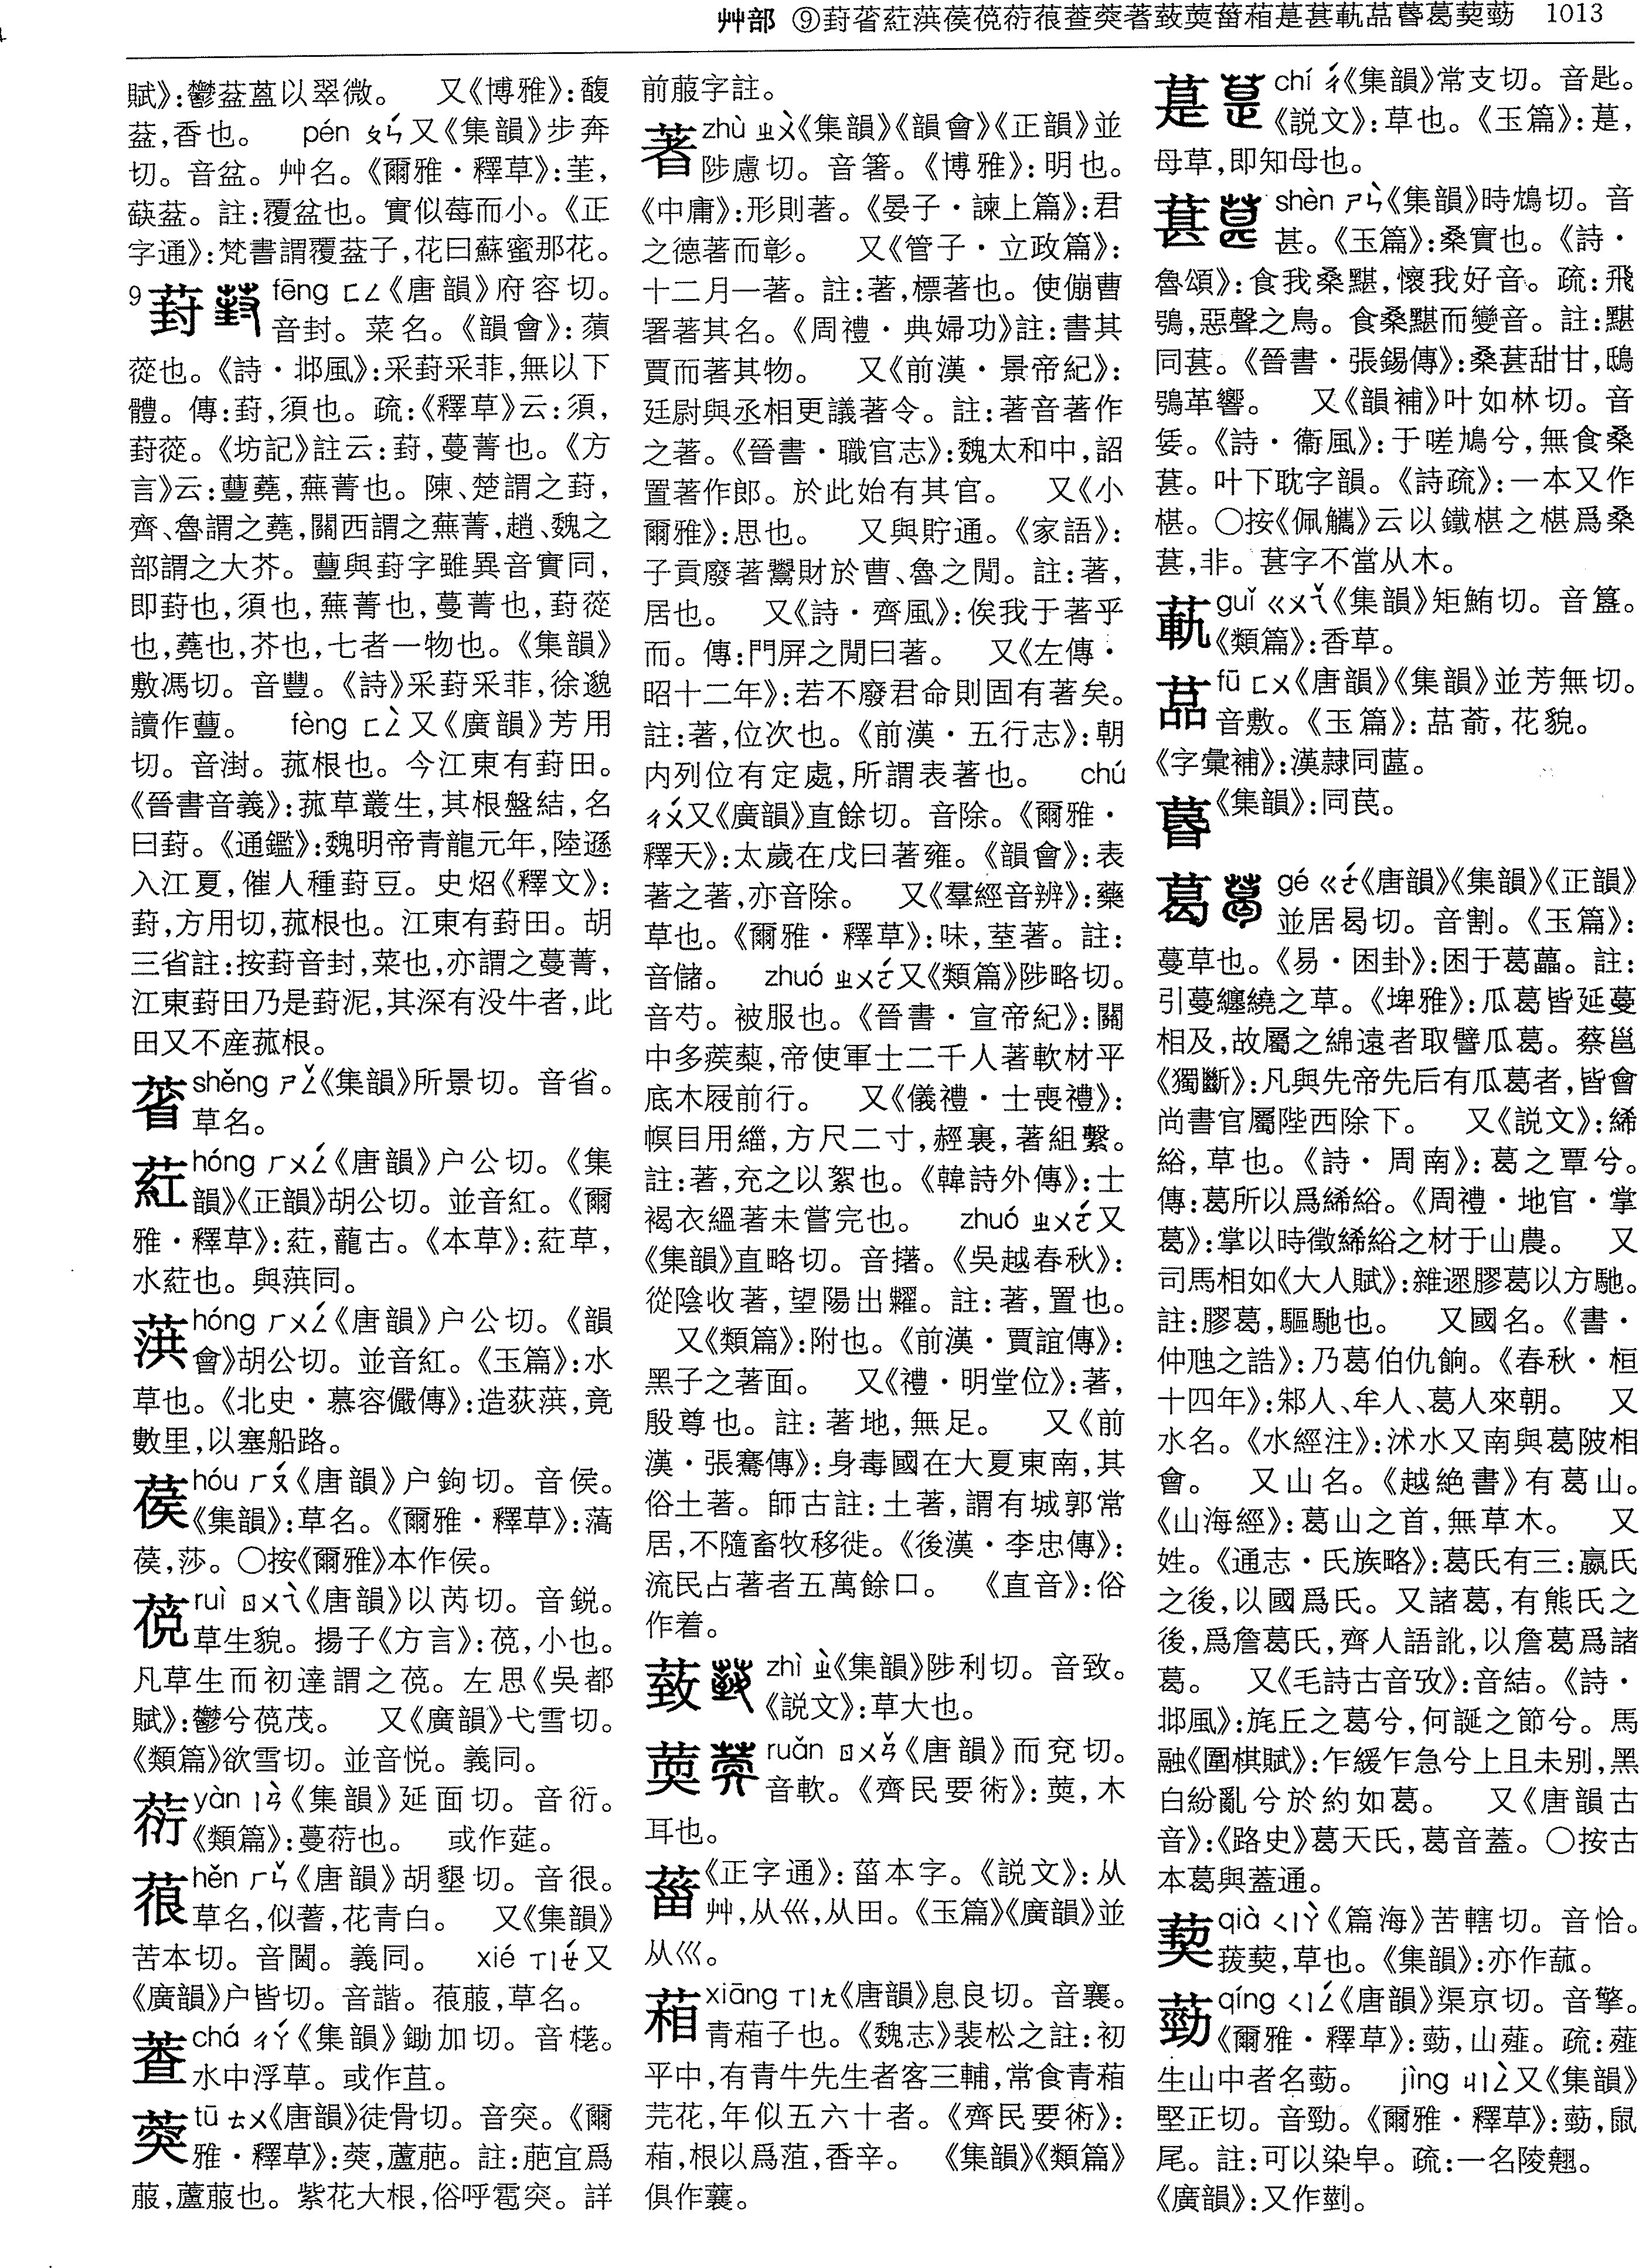 艸部 ⑨葑渻葒葓葔蓓葕葾著葛 1013
賦》:鬱葐蒕以翠微。 又《博雅》:馥
葐,香也。 pén ㄆㄣˊ又《集韻》步奔
切。音盆。艸名。《爾雅・釋草》:堇,
蒛葐。註:覆盆也。實似莓而小。《正
字通》:梵書謂覆葐子,花曰蘇蜜那花。
9 葑 fēng ㄈㄥ《唐韻》府容切。
音封。菜名。《韻會》:蕦
蓯也。《詩・邶風》:采葑采菲,無以下
體。傳:葑,須也。疏:《釋草》云:須,
葑蓯。《坊記》註云:葑,蔓菁也。《方
言》云:蘴蕘,蕪菁也。陳、楚謂之葑,
齊、魯謂之蕘,關西謂之蕪菁,趙、魏之
部謂之大芥。蘴與葑字雖異音實同,
即葑也,須也,蕪菁也,蔓菁也,葑蓯
也,蕘也,芥也,七者一物也。《集韻》
敷馮切。音豐。《詩》采葑采菲,徐邈
讀作蘴。 fèng ㄈㄥˋ又《廣韻》芳用
切。音湗。菰根也。今江東有葑田。
《晉書音義》:菰草叢生,其根盤結,名
曰葑。《通鑑》:魏明帝青龍元年,陸遜
入江夏,催人種葑豆。史炤《釋文》:
葑,方用切,菰根也。江東有葑田。胡
三省註:按葑音封,菜也,亦謂之蔓菁,
江東葑田乃是葑泥,其深有没牛者,此
田又不産菰根。
㨘 shěng ㄕㄥˇ《集韻》所景切。音省。
草名。
葒 hóng ㄏㄨㄥˊ《唐韻》户公切。《集
韻》《正韻》胡公切。並音紅。《爾
雅・釋草》:葒,蘢古。《本草》:葒草,
水葒也。與葓同。
葓 hóng ㄏㄨㄥˊ《唐韻》户公切。《韻
會》胡公切。並音紅。《玉篇》:水
草也。《北史・慕容儼傳》:造荻葓,竟
數里,以塞船路。
葔 hóu ㄏㄡˊ《唐韻》户鉤切。音侯。
《集韻》:草名。《爾雅・釋草》:薃
葔,莎。○按《爾雅》本作侯。
蒐 ruì ㄖㄨㄟˋ《唐韻》以芮切。音鋭。
草生貌。揚子《方言》:莌,小也。
凡草生而初達謂之莌。左思《吳都
賦》:鬱兮莌茂。 又《廣韻》弋雪切。
《類篇》欲雪切。並音悦。義同。
葕 yàn ㄧㄢˋ《集韻》延面切。音衍。
《類篇》:蔓葕也。 或作莚。
葨 hěn ㄏㄣˇ《唐韻》胡墾切。音很。
草名,似蓍,花青白。 又《集韻》
苦本切。音閫。義同。 xié ㄒㄧㄝˊ又
《廣韻》户皆切。音諧。蒗菔,草名。
chá ㄔㄚˊ《集韻》鋤加切。音槎。
水中浮草。或作苴。
葖 tū ㄊㄨ《唐韻》徒骨切。音突。《爾
雅・釋草》:葖,蘆萉。註:萉宜爲
菔,蘆菔也。紫花大根,俗呼雹突。詳
前菔字註。
著 zhù ㄓㄨˋ《集韻》《韻會》《正韻》並
陟慮切。音箸。《博雅》:明也。
《中庸》:形則著。《晏子・諫上篇》:君
之德著而彰。 又《管子・立政篇》:
十二月一著。註:著,標著也。使傰曹
署著其名。《周禮・典婦功》註:書其
賈而著其物。 又《前漢・景帝紀》:
廷尉與丞相更議著令。註:著音著作
之著。《晉書・職官志》:魏太和中,詔
置著作郎。於此始有其官。 又《小
爾雅》:思也。 又與貯通。《家語》:
子貢廢著鬻財於曹、魯之閒。註:著,
居也。 又《詩・齊風》:俟我于著乎
而。傳:門屏之閒曰著。 又《左傳・
昭十二年》:若不廢君命則固有著矣。
註:著,位次也。《前漢・五行志》:朝
内列位有定處,所謂表著也。 chú
ㄔㄨˊ又《廣韻》直餘切。音除。《爾雅・
釋天》:太歲在戊曰著雍。《韻會》:表
著之著,亦音除。 又《羣經音辨》:藥
草也。《爾雅・釋草》:味,荎著。註:
音儲。 zhuó ㄓㄨㄛˊ又《類篇》陟略切。
音芍。被服也。《晉書・宣帝紀》:關
中多蒺蔾,帝使軍士二千人著軟材平
底木屐前行。 又《儀禮・士喪禮》:
幎目用緇,方尺二寸,䞓裏,著組繫。
註:著,充之以絮也。《韓詩外傳》:士
褐衣縕著未嘗完也。 zhuó ㄓㄨㄛˊ又
《集韻》直略切。音擆。《吳越春秋》:
從陰收著,望陽出糶。註:著,置也。
又《類篇》:附也。《前漢・賈誼傳》:
黑子之著面。 又《禮・明堂位》:著,
殷尊也。註:著地,無足。 又《前
漢・張騫傳》:身毒國在大夏東南,其
俗土著。師古註:土著,謂有城郭常
居,不隨畜牧移徙。《後漢・李忠傳》:
流民占著者五萬餘口。 《直音》:俗
作着。
zhì ㄓˋ《集韻》陟利切。音致。
《説文》:草大也。
ruǎn ㄖㄨㄢˇ《唐韻》而兗切。
音軟。《齊民要術》:萸,木
耳也。
《正字通》:菑本字。《説文》:从
艸,从巛,从田。《玉篇》《廣韻》並
从巛。
葙 xiāng ㄒㄧㄤ《唐韻》息良切。音襄。
青葙子也。《魏志》裴松之註:初
平中,有青牛先生者客三輔,常食青葙
芫花,年似五六十者。《齊民要術》:
葙,根以爲菹,香辛。 《集韻》《類篇》
俱作蘘。
chí ㄔˊ《集韻》常支切。音匙。
《説文》:草也。《玉篇》:萐,
母草,即知母也。
葚 shèn ㄕㄣˋ《集韻》時鴆切。音
甚。《玉篇》:桑實也。《詩・
魯頌》:食我桑黮,懷我好音。疏:飛
鴞,惡聲之鳥。食桑黮而變音。註:黮
同葚。《晉書・張錫傳》:桑葚甜甘,鴟
鴞革響。 又《韻補》叶如林切。音
𡜟。《詩・衞風》:于嗟鳩兮,無食桑
葚。叶下耽字韻。《詩疏》:一本又作
椹。○按《佩觿》云以鐵椹之椹爲桑
葚,非。葚字不當从木。
guǐ ㄍㄨㄟˇ《集韻》矩鮪切。音簋。
《類篇》:香草。
fū ㄈㄨ《唐韻》《集韻》並芳無切。
音敷。《玉篇》:蒪,花貌。
《字彙補》:漢隸同蓲。
《集韻》:同茛。
葛 gé ㄍㄜˊ《唐韻》《集韻》《正韻》
並居曷切。音割。《玉篇》:
蔓草也。《易・困卦》:困于葛藟。註:
引蔓纏繞之草。《埤雅》:瓜葛皆延蔓
相及,故屬之綿遠者取譬瓜葛。蔡邕
《獨斷》:凡與先帝先后有瓜葛者,皆會
尚書官屬陛西除下。 又《説文》:絺
綌,草也。《詩・周南》:葛之覃兮。
傳:葛所以爲絺綌。《周禮・地官・掌
葛》:掌以時徵絺綌之材于山農。 又
司馬相如《大人賦》:雜遝膠葛以方馳。
註:膠葛,驅馳也。 又國名。《書・
仲虺之誥》:乃葛伯仇餉。《春秋・桓
十四年》:邾人、牟人、葛人來朝。 又
水名。《水經注》:沭水又南與葛陂相
會。 又山名。《越絶書》有葛山。
《山海經》:葛山之首,無草木。 又
姓。《通志・氏族略》:葛氏有三:嬴氏
之後,以國爲氏。又諸葛,有熊氏之
後,爲詹葛氏,齊人語訛,以詹葛爲諸
葛。 又《毛詩古音攷》:音結。《詩・
邶風》:旄丘之葛兮,何誕之節兮。馬
融《圍棋賦》:乍緩乍急兮上且未别,黑
白紛亂兮於約如葛。 又《唐韻古
音》:《路史》葛天氏,葛音蓋。○按古
本葛與蓋通。
葜 qià ㄑㄧㄚˋ《篇海》苦轄切。音恰。
菝葜,草也。《集韻》:亦作菰。
葝 qíng ㄑㄧㄥˊ《唐韻》渠京切。音擎。
《爾雅・釋草》:葝,山䪥。疏:䪥
生山中者名葝。 jìng ㄐㄧㄥˋ又《集韻》
堅正切。音勁。《爾雅・釋草》:葝,鼠
尾。註:可以染皁。疏:一名陵翹。
《廣韻》:又作䓞。